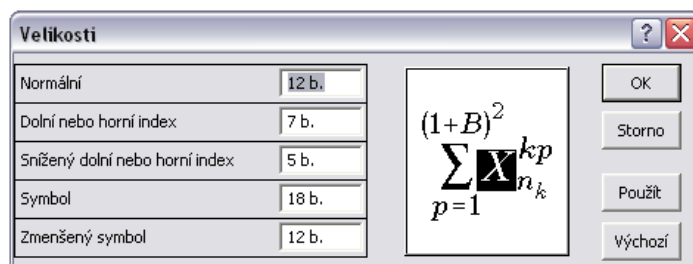 Velikosti
Normální 12 b.
Dolní nebo horní index 7 b.
Snížený dolní nebo horní index 5 b.
Symbol 18 b.
Zmenšený symbol 12 b.
(1+B)²
∑ X kp
n k
p=1
OK
Storno
Použít
Výchozí